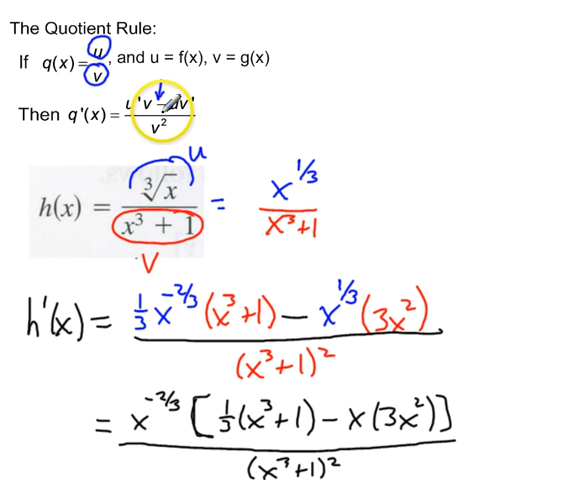 The Quotient Rule:
If q(x) = u/v, and u = f(x), v = g(x)
Then q'(x) = (u'v − uv')/v²
u
h(x) = ∛x/(x³ + 1) = x^(1/3)/(x³+1)
v
h'(x) = (⅓x^(-2/3)(x³+1) − x^(1/3)(3x²))/(x³+1)²
= x^(-2/3)[⅓(x³+1) − x(3x²)]/(x³+1)²